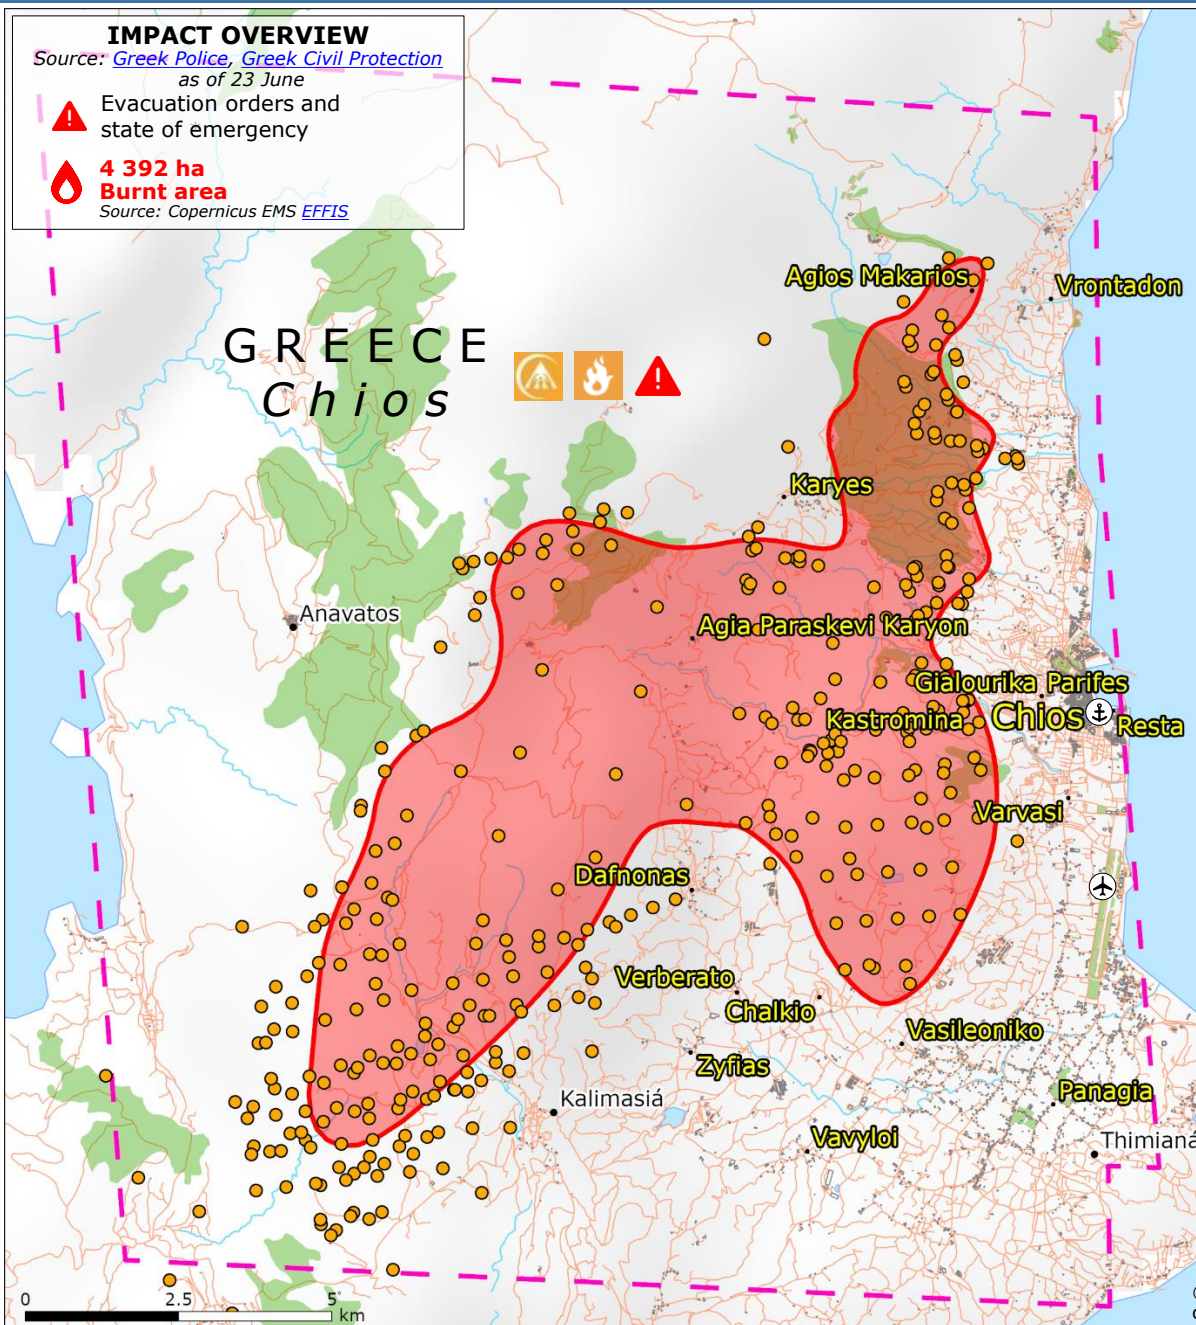 IMPACT OVERVIEW
Source: Greek Police, Greek Civil Protection
as of 23 June
Evacuation orders and
state of emergency
4 392 ha
Burnt area
Source: Copernicus EMS EFFIS
Agios Makarios
Vrontadon
GREECE
Chios
Karyes
Anavatos
Agia Paraskevi Karyon
Gialourika Parifes
Kastromina
Chios
Resta
Varvasi
Dafnonas
Verberato
Chalkio
Vasileoniko
Zyfias
Panagia
Kalimasiá
Vavyloi
Thimianá
0 2.5 5
km